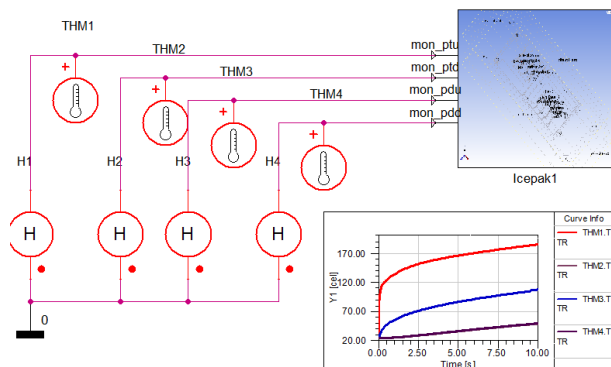 THM1
THM2
THM3
THM4
mon_ptu
mon_ptd
mon_pdu
mon_pdd
Icepak1
H1
H2
H3
H4
H
H
H
H
0
Curve Info
THM1.T
TR
THM2.T
TR
THM3.T
TR
THM4.T
TR
Y1 [cel]
170.00
120.00
70.00
20.00
0.00
2.50
5.00
7.50
10.00
Time [s]